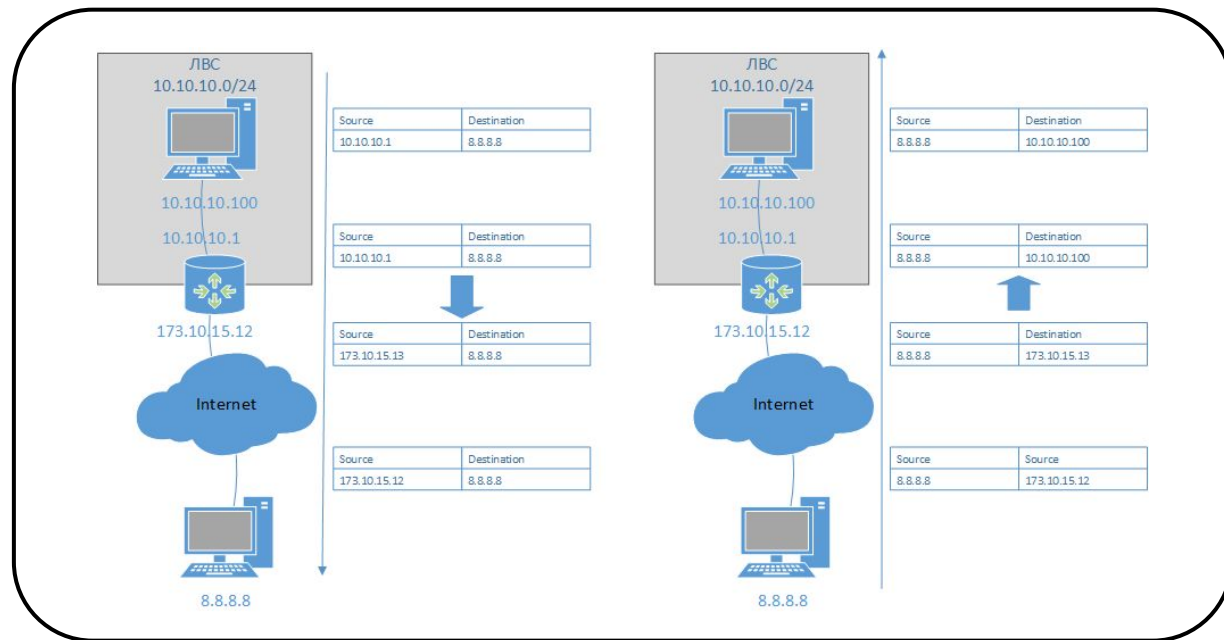 ЛВС
10.10.10.0/24
10.10.10.100
10.10.10.1
173.10.15.12
Internet
8.8.8.8
Source Destination
10.10.10.1 8.8.8.8
Source Destination
10.10.10.1 8.8.8.8
Source Destination
173.10.15.13 8.8.8.8
Source Destination
173.10.15.12 8.8.8.8
ЛВС
10.10.10.0/24
10.10.10.100
10.10.10.1
173.10.15.12
Internet
8.8.8.8
Source Destination
8.8.8.8 10.10.10.100
Source Destination
8.8.8.8 10.10.10.100
Source Destination
8.8.8.8 173.10.15.13
Source Source
8.8.8.8 173.10.15.12